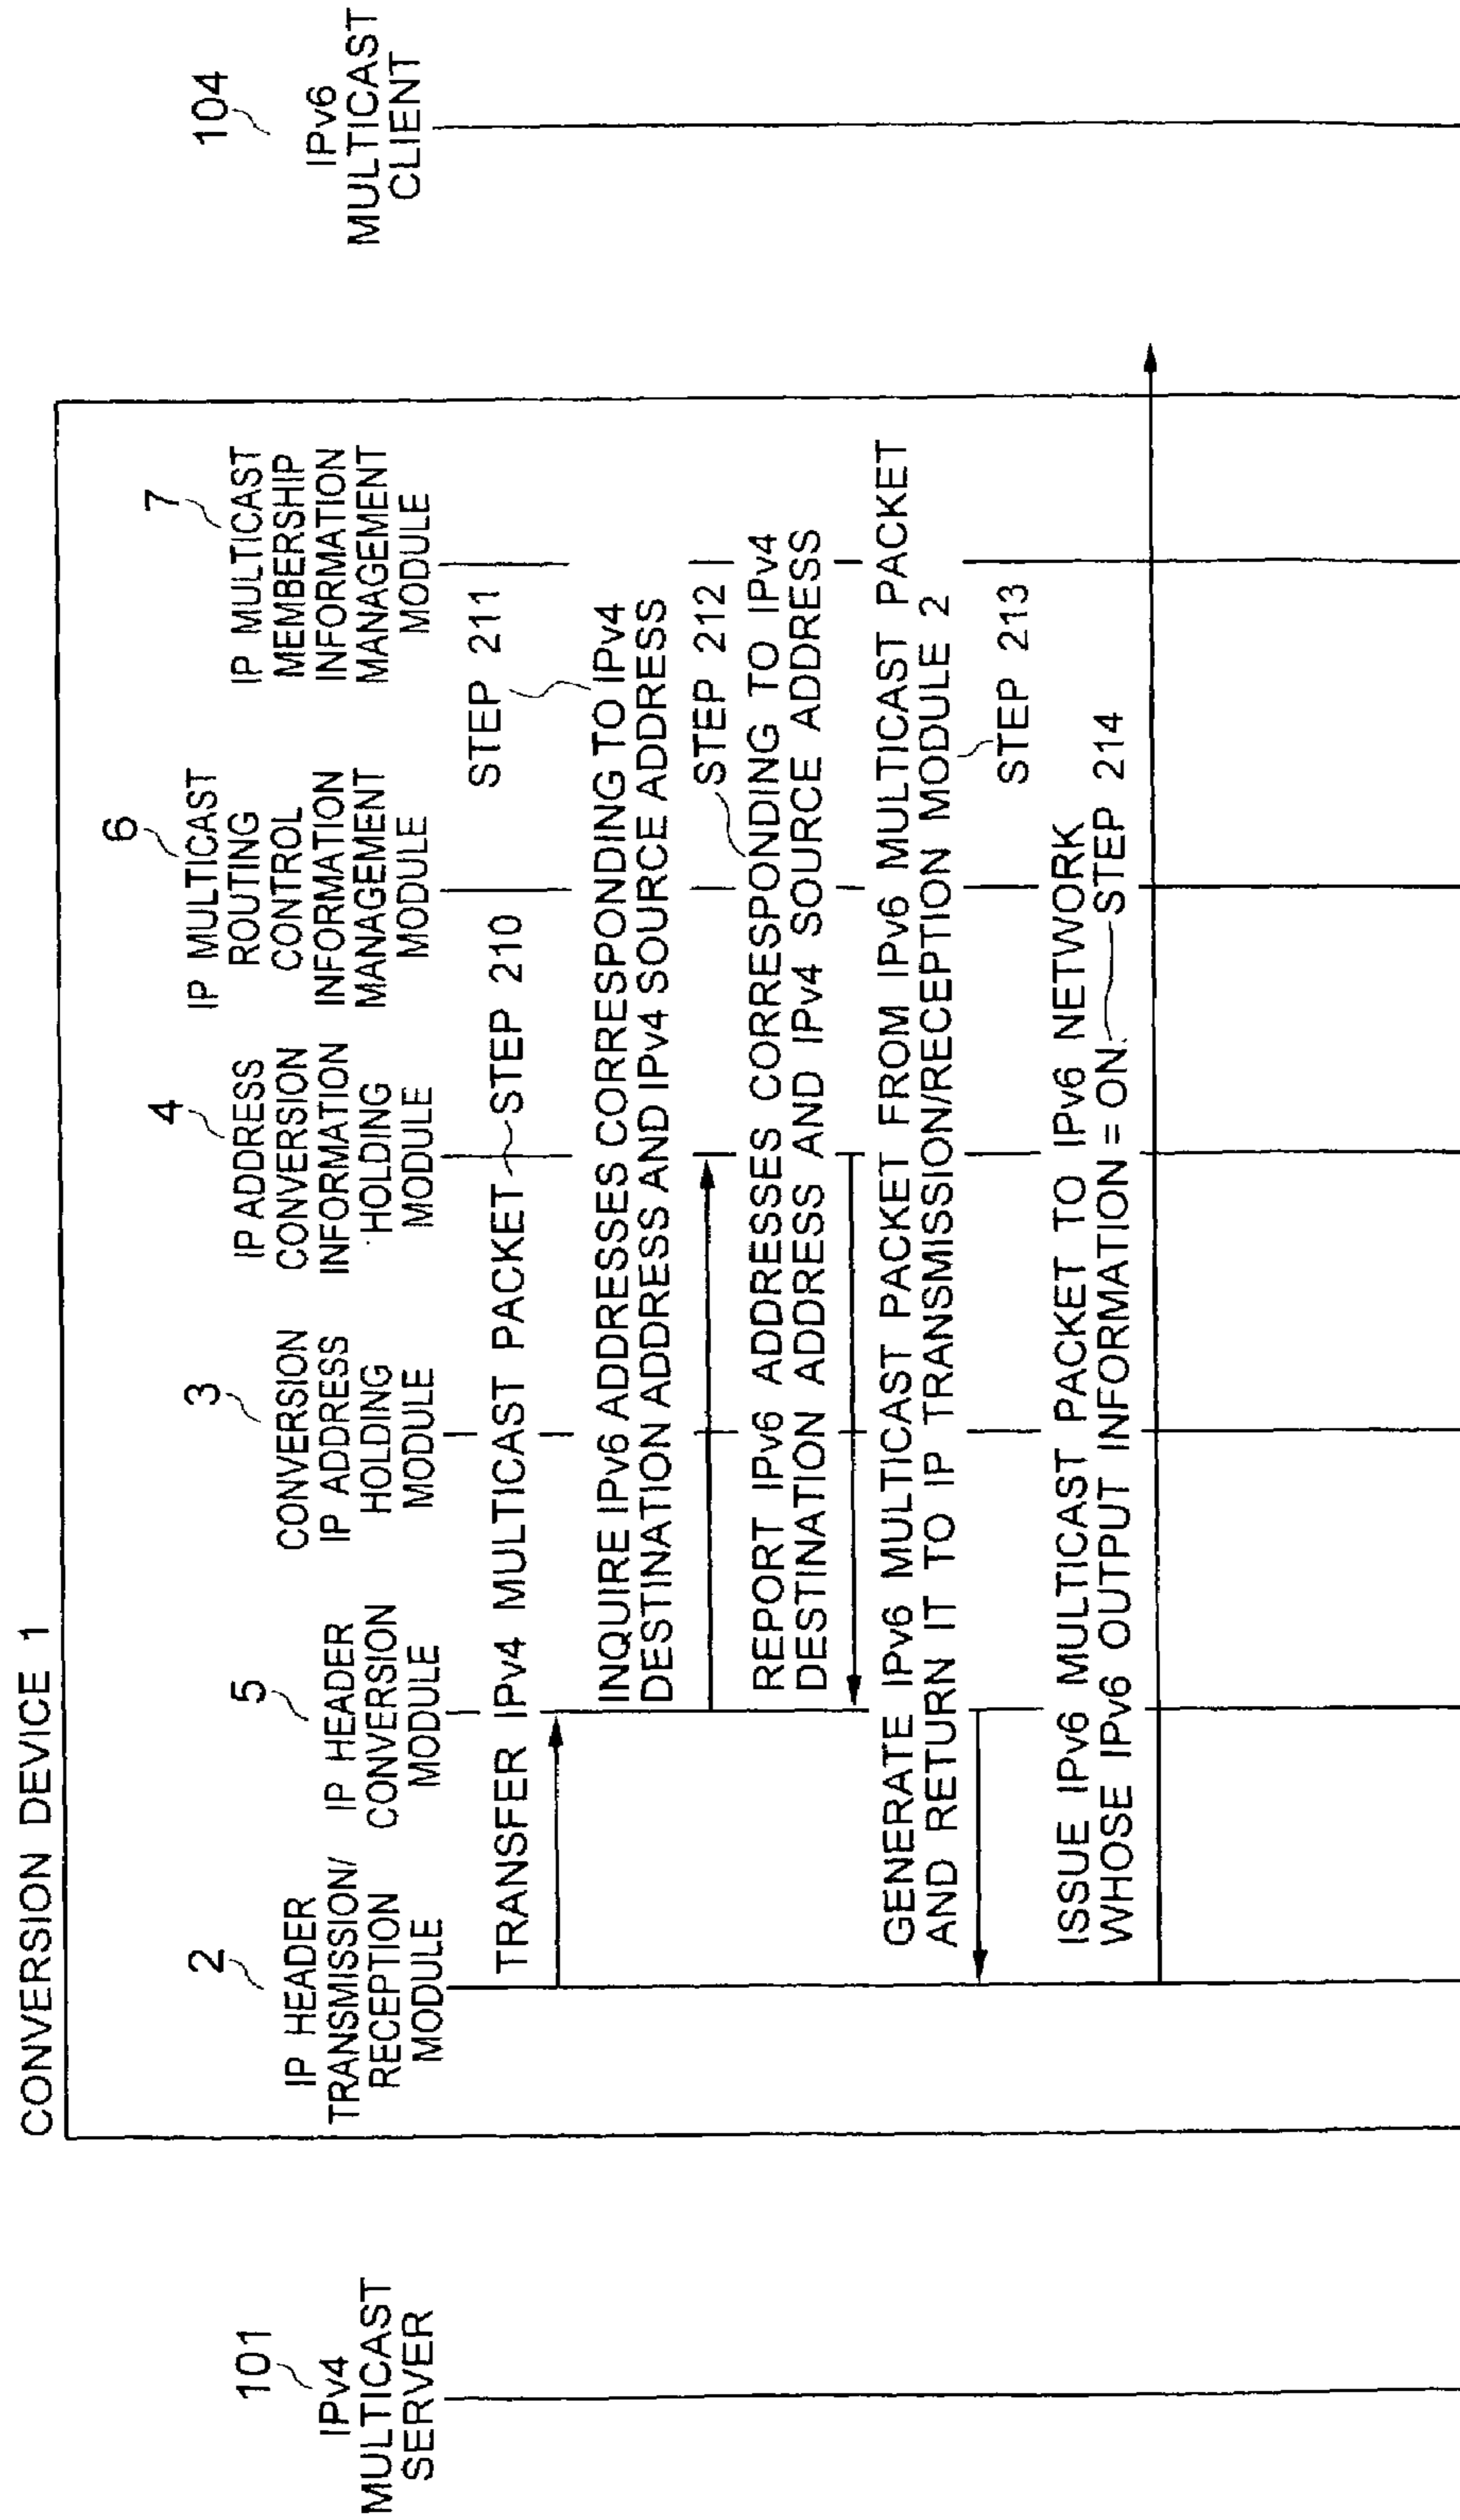 CONVERSION DEVICE 1
101
IPv4
MULTICAST
SERVER
2
IP HEADER
TRANSMISSION/
RECEPTION
MODULE
5
IP HEADER
CONVERSION
MODULE
3
CONVERSION
IP ADDRESS
HOLDING
MODULE
4
IP ADDRESS
CONVERSION
INFORMATION
HOLDING
MODULE
6
IP MULTICAST
ROUTING
CONTROL
INFORMATION
MANAGEMENT
MODULE
7
IP MULTICAST
MEMBERSHIP
INFORMATION
MANAGEMENT
MODULE
104
IPv6
MULTICAST
CLIENT
TRANSFER IPv4 MULTICAST PACKET
STEP 210
STEP 211
INQUIRE IPv6 ADDRESSES CORRESPONDING TO IPv4
DESTINATION ADDRESS AND IPv4 SOURCE ADDRESS
STEP 212
REPORT IPv6 ADDRESSES CORRESPONDING TO IPv4
DESTINATION ADDRESS AND IPv4 SOURCE ADDRESS
GENERATE IPv6 MULTICAST PACKET FROM IPv6 MULTICAST PACKET
AND RETURN IT TO IP TRANSMISSION/RECEPTION MODULE 2
STEP 213
ISSUE IPv6 MULTICAST PACKET TO IPv6 NETWORK
WHOSE IPv6 OUTPUT INFORMATION = ON
STEP 214